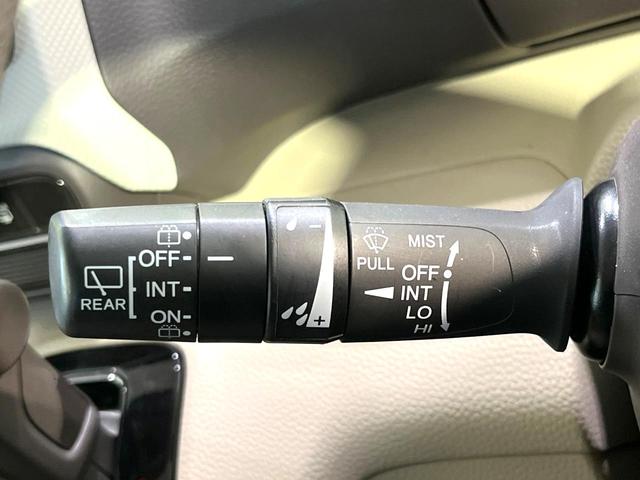 REAR
OFF
INT
ON
−
+
PULL
MIST
OFF
INT
LO
HI